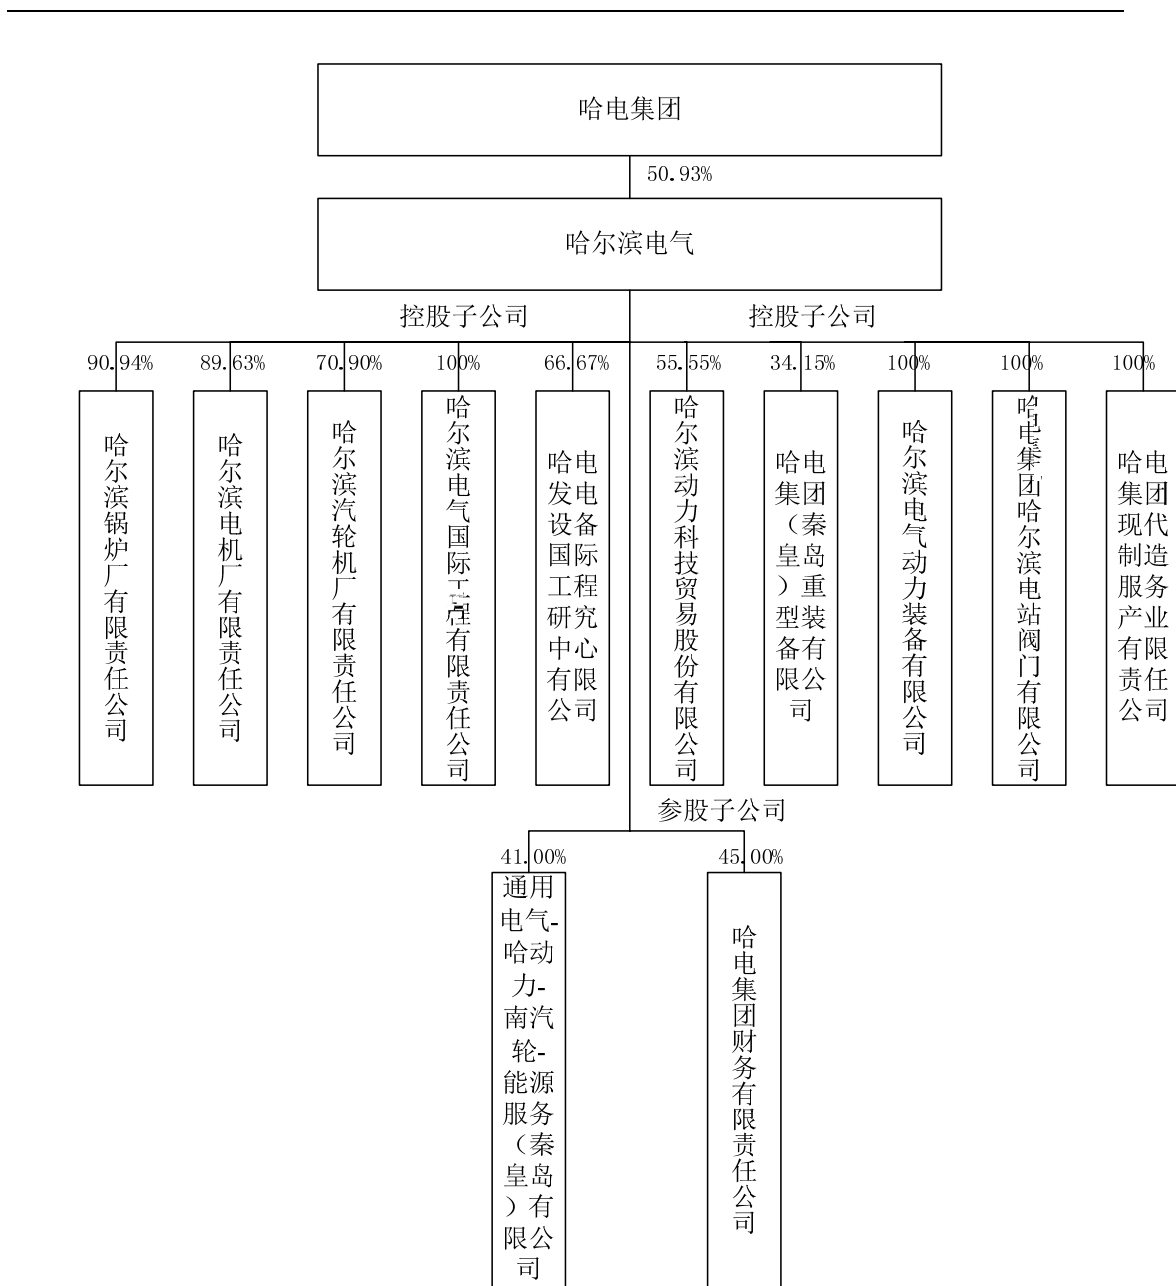 哈电集团
50.93%
哈尔滨电气
控股子公司
控股子公司
90.94%
89.63%
70.90%
100%
66.67%
55.55%
34.15%
100%
100%
100%
哈尔滨锅炉厂有限责任公司
哈尔滨电机厂有限责任公司
哈尔滨汽轮机厂有限责任公司
哈尔滨电气国际工程有限责任公司
哈电
发电
设备
国际
工程
研究
中心
有限
公司
哈尔滨动力科技贸易股份有限公司
哈电
集团
（秦
皇岛
）重
型装
备有
限公
司
哈尔滨电气动力装备有限公司
哈电集团哈尔滨电站阀门有限公司
哈电
集团
现代
制造
服务
产业
有限
责任
公司
参股子公司
41.00%
45.00%
通用
电气-
哈动
力-
南汽
轮-
能源
服务
（秦
皇岛
）有
限公
司
哈电集团财务有限责任公司